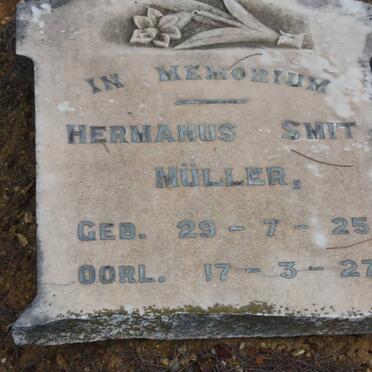 IN MEMORIUM
HERMANUS SMIT
MÜLLER.
GEB. 29 - 7 - 25
OORL. 17 - 3 - 27